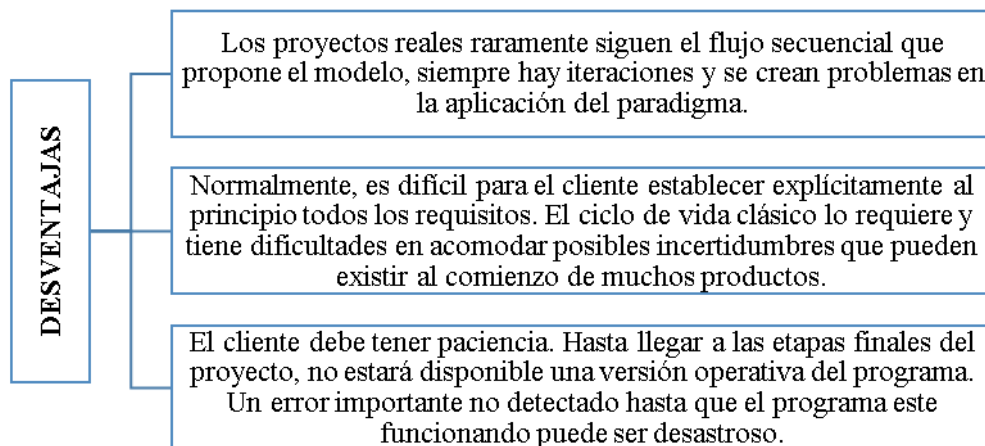 DESVENTAJAS
Los proyectos reales raramente siguen el flujo secuencial que
propone el modelo, siempre hay iteraciones y se crean problemas en
la aplicación del paradigma.
Normalmente, es difícil para el cliente establecer explícitamente al
principio todos los requisitos. El ciclo de vida clásico lo requiere y
tiene dificultades en acomodar posibles incertidumbres que pueden
existir al comienzo de muchos productos.
El cliente debe tener paciencia. Hasta llegar a las etapas finales del
proyecto, no estará disponible una versión operativa del programa.
Un error importante no detectado hasta que el programa este
funcionando puede ser desastroso.